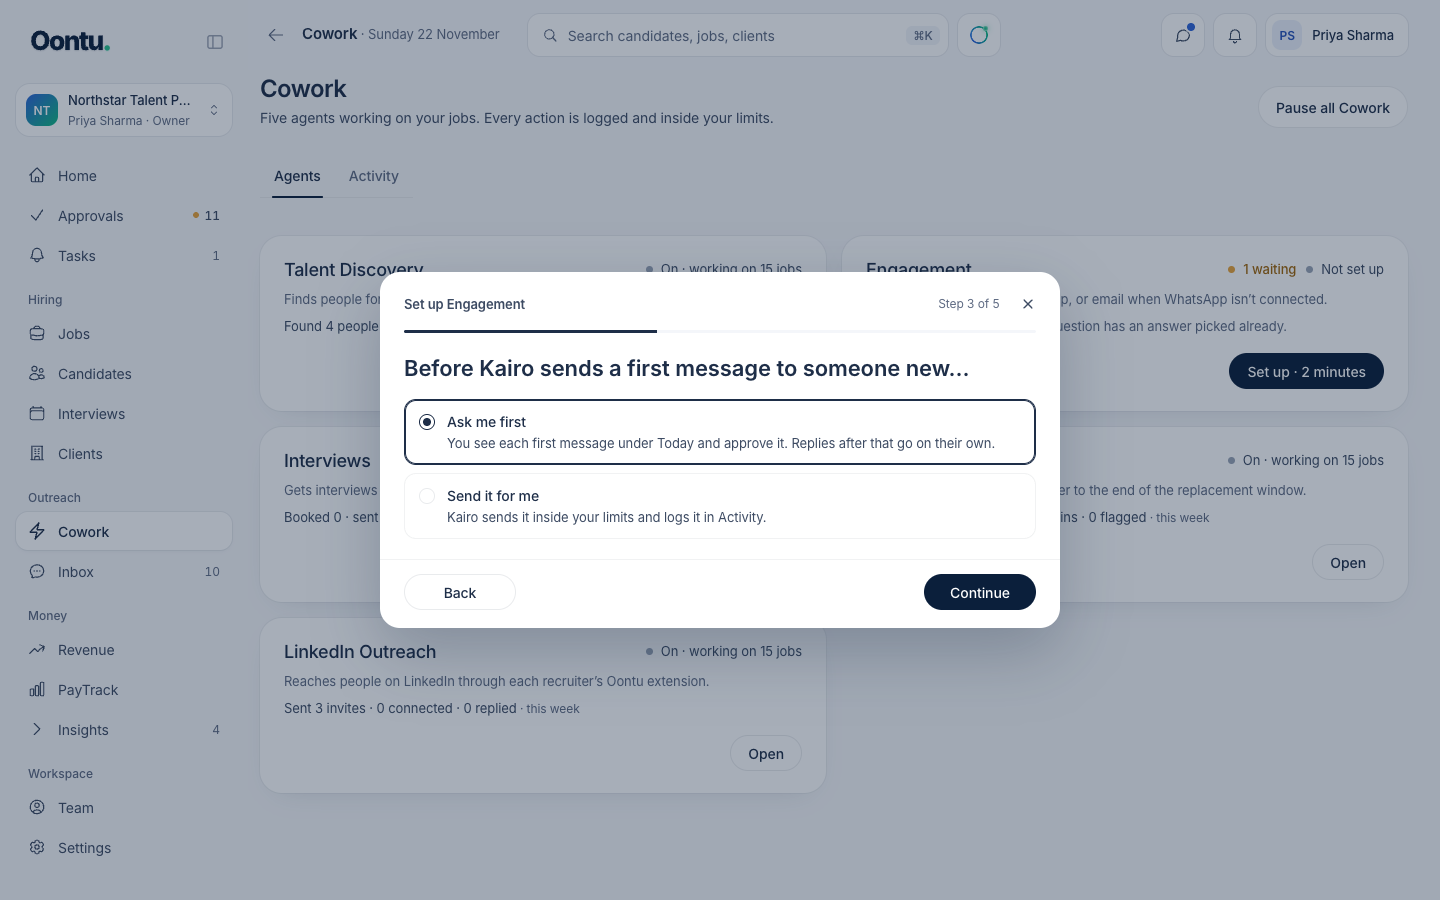 Oontu.
NT
Northstar Talent P...
Priya Sharma · Owner
Home
Approvals
11
Tasks
1
Hiring
Jobs
Candidates
Interviews
Clients
Outreach
Cowork
Inbox
10
Money
Revenue
PayTrack
Insights
4
Workspace
Team
Settings
Cowork · Sunday 22 November
Search candidates, jobs, clients
⌘K
PS
Priya Sharma
Cowork
Five agents working on your jobs. Every action is logged and inside your limits.
Pause all Cowork
Agents
Activity
Talent Discovery
On · working on 15 jobs
Finds people for
Found 4 people
Engagement
1 waiting
Not set up
p, or email when WhatsApp isn’t connected.
uestion has an answer picked already.
Set up · 2 minutes
Set up Engagement
Step 3 of 5
Before Kairo sends a first message to someone new...
Ask me first
You see each first message under Today and approve it. Replies after that go on their own.
Send it for me
Kairo sends it inside your limits and logs it in Activity.
Back
Continue
Interviews
Gets interviews
Booked 0 · sent
On · working on 15 jobs
er to the end of the replacement window.
ins · 0 flagged · this week
Open
LinkedIn Outreach
On · working on 15 jobs
Reaches people on LinkedIn through each recruiter’s Oontu extension.
Sent 3 invites · 0 connected · 0 replied · this week
Open